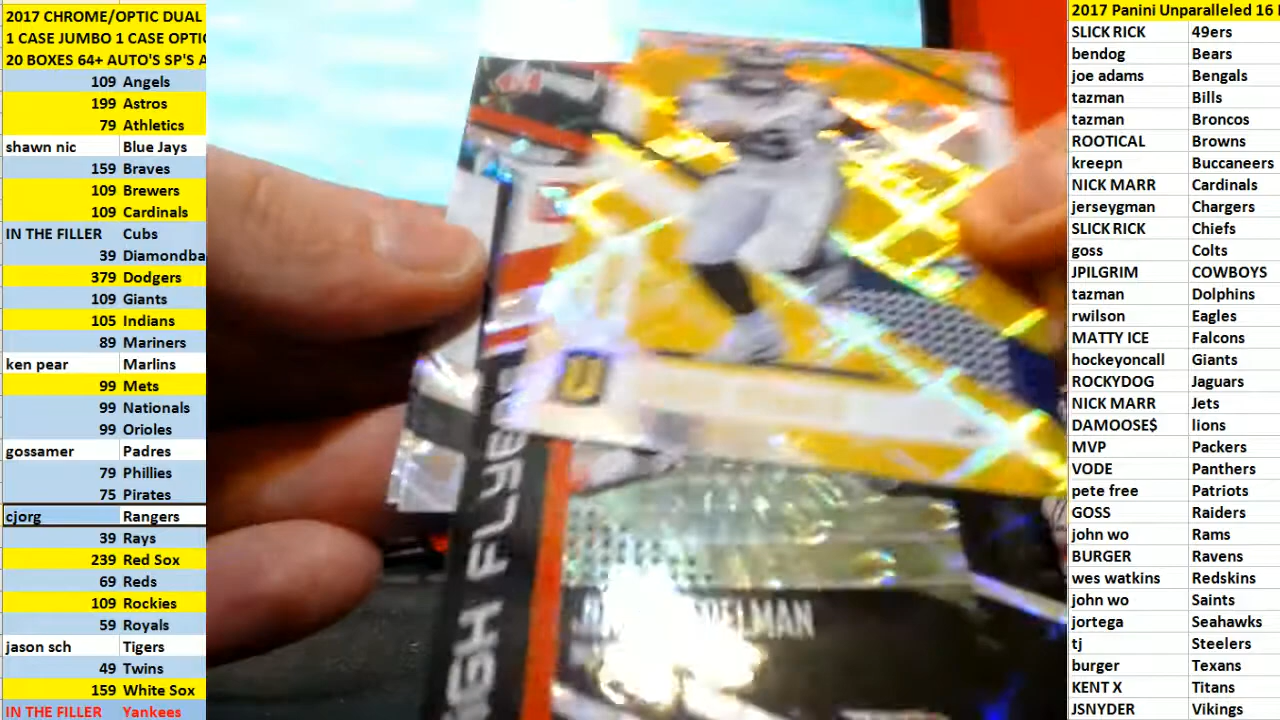 2017 CHROME/OPTIC DUAL
1 CASE JUMBO 1 CASE OPTIC
20 BOXES 64+ AUTO'S SP'S A
109 Angels
199 Astros
79 Athletics
shawn nic Blue Jays
159 Braves
109 Brewers
109 Cardinals
IN THE FILLER Cubs
39 Diamondba
379 Dodgers
109 Giants
105 Indians
89 Mariners
ken pear Marlins
99 Mets
99 Nationals
99 Orioles
gossamer Padres
79 Phillies
75 Pirates
cjorg Rangers
39 Rays
239 Red Sox
69 Reds
109 Rockies
59 Royals
jason sch Tigers
49 Twins
159 White Sox
IN THE FILLER Yankees
GH FLYE
ELMAN
2017 Panini Unparalleled 16
SLICK RICK 49ers
bendog Bears
joe adams Bengals
tazman Bills
tazman Broncos
ROOTICAL Browns
kreepn Buccaneers
NICK MARR Cardinals
jerseygman Chargers
SLICK RICK Chiefs
goss Colts
JPILGRIM COWBOYS
tazman Dolphins
rwilson Eagles
MATTY ICE Falcons
hockeyoncall Giants
ROCKYDOG Jaguars
NICK MARR Jets
DAMOOSE$ lions
MVP Packers
VODE Panthers
pete free Patriots
GOSS Raiders
john wo Rams
BURGER Ravens
wes watkins Redskins
john wo Saints
jortega Seahawks
tj Steelers
burger Texans
KENT X Titans
JSNYDER Vikings